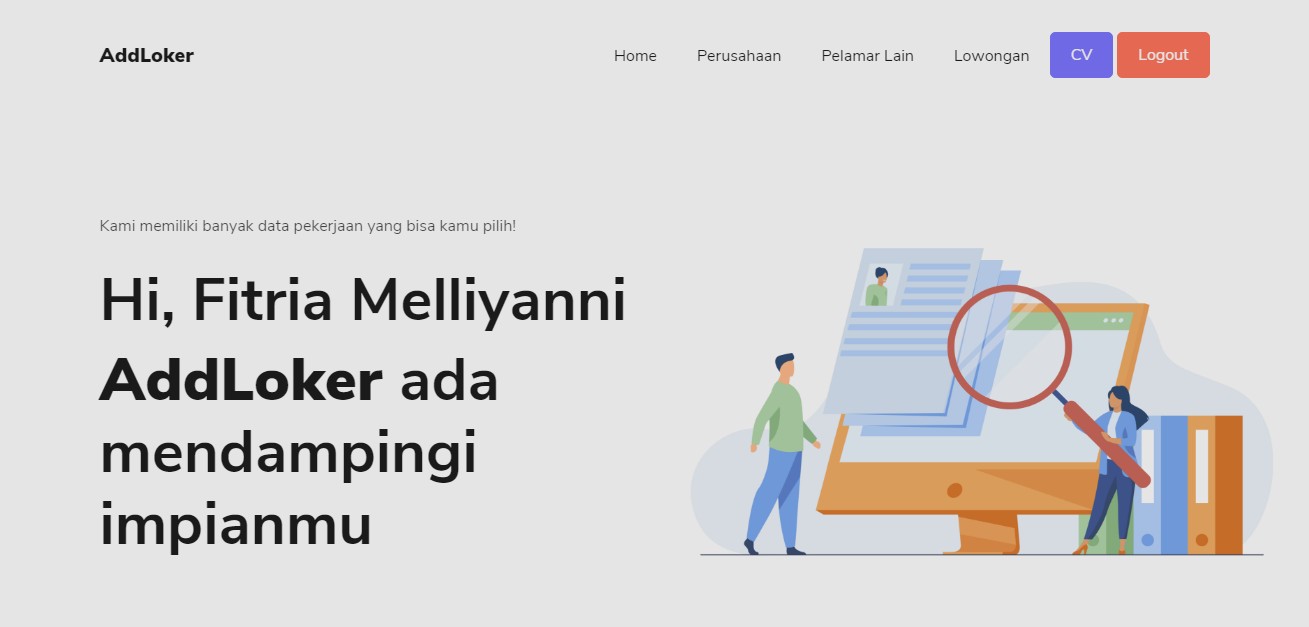 AddLoker
Home
Perusahaan
Pelamar Lain
Lowongan
CV
Logout
Kami memiliki banyak data pekerjaan yang bisa kamu pilih!
Hi, Fitria Melliyanni
AddLoker ada
mendampingi
impianmu